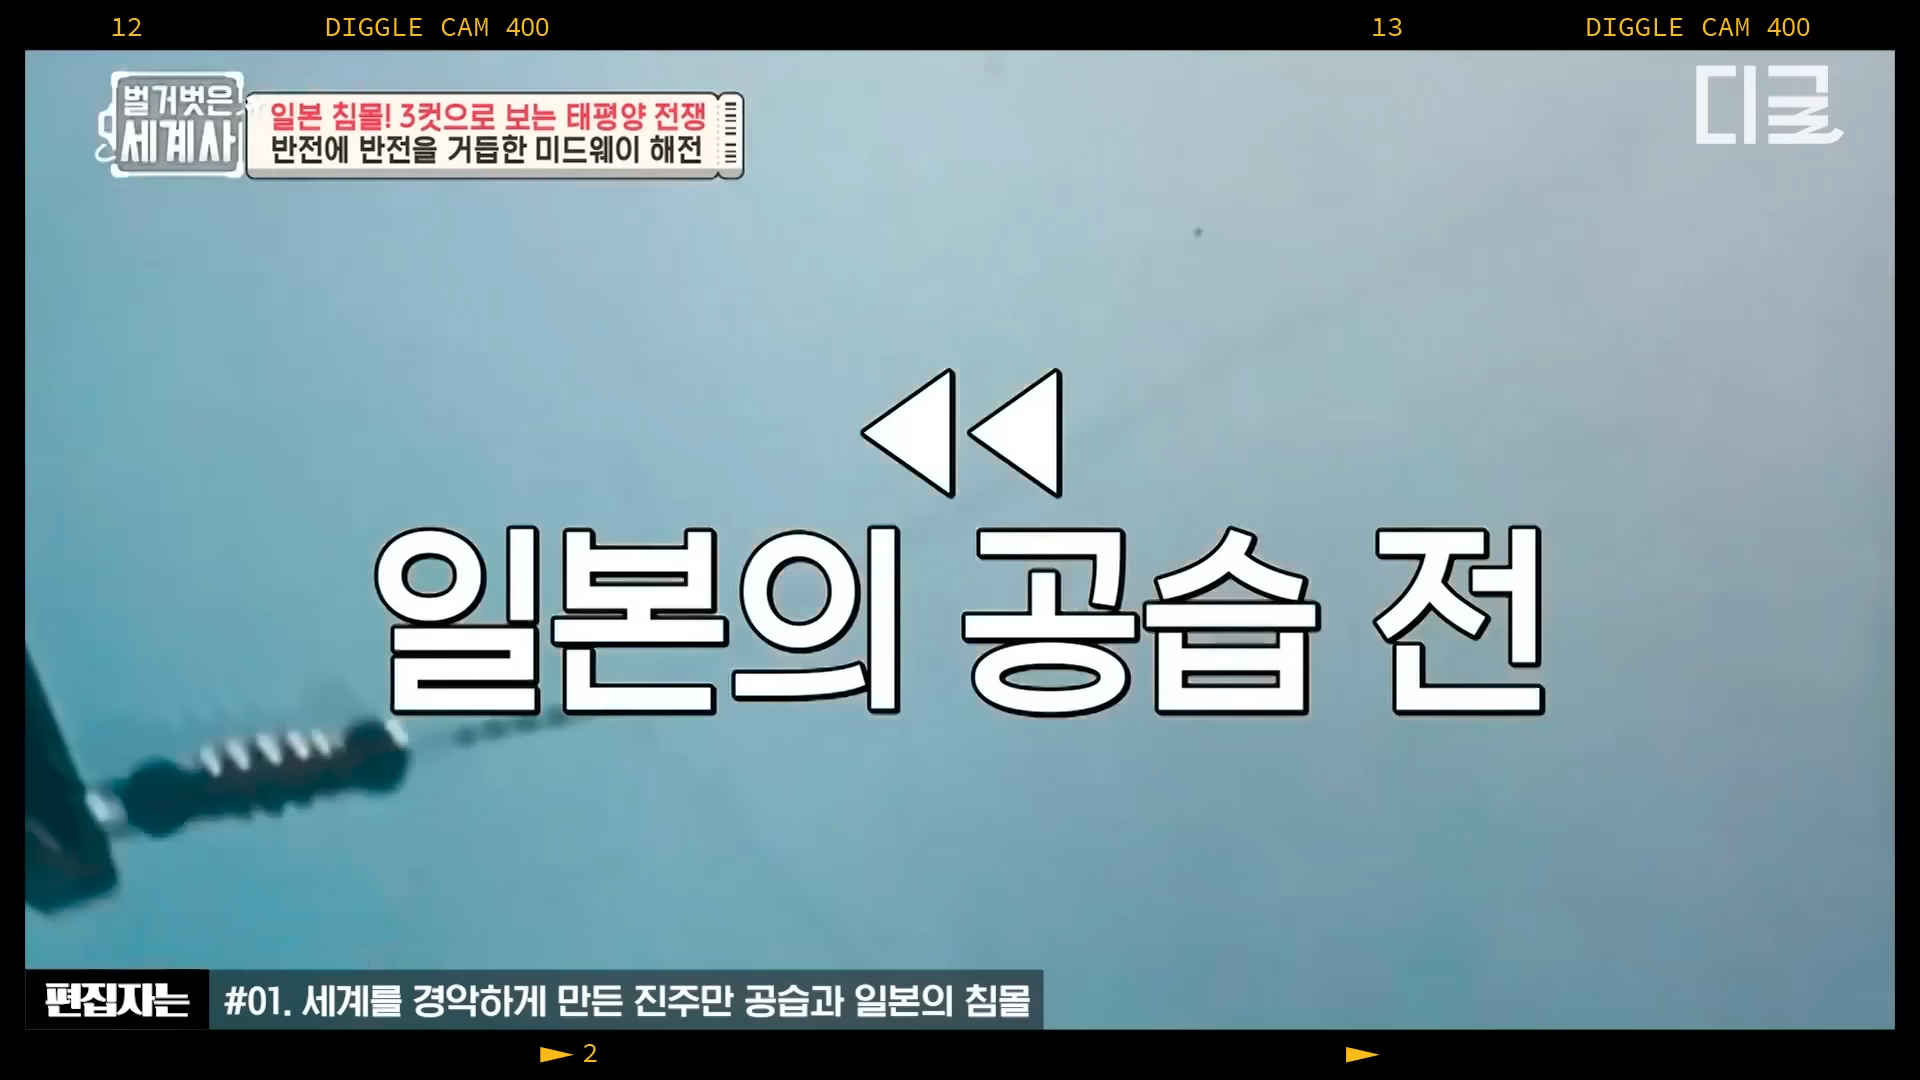 12 DIGGLE CAM 400 13 DIGGLE CAM 400
벌거벗은
세계사
일본 침몰! 3컷으로 보는 태평양 전쟁
반전에 반전을 거듭한 미드웨이 해전
디글
일본의 공습 전
편집자는 #01. 세계를 경악하게 만든 진주만 공습과 일본의 침몰
2